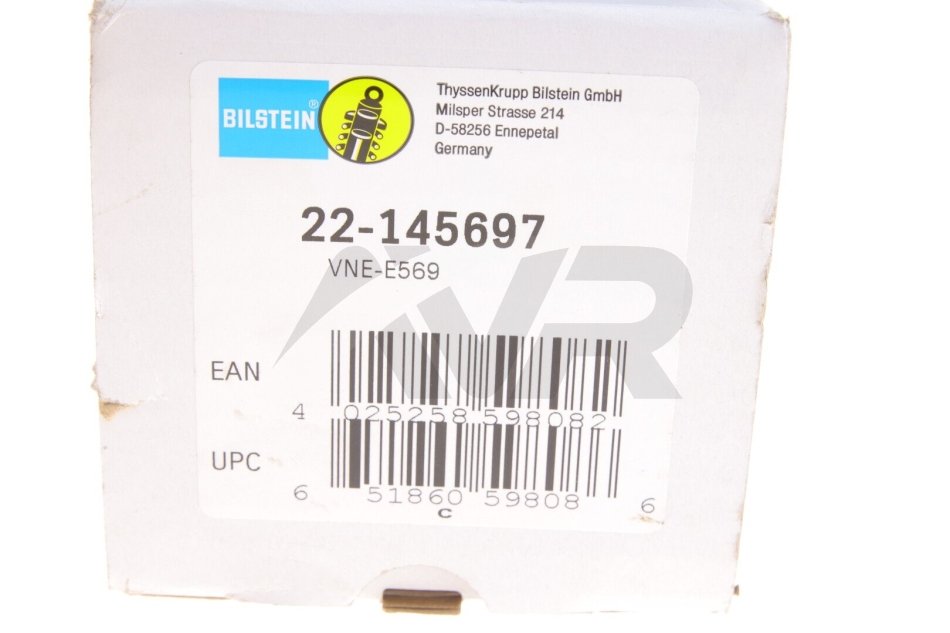 BILSTEIN®
ThyssenKrupp Bilstein GmbH
Milsper Strasse 214
D-58256 Ennepetal
Germany
22-145697
VNE-E569
VR
EAN
4 025258 598082
UPC
6 51860 59808 6
C